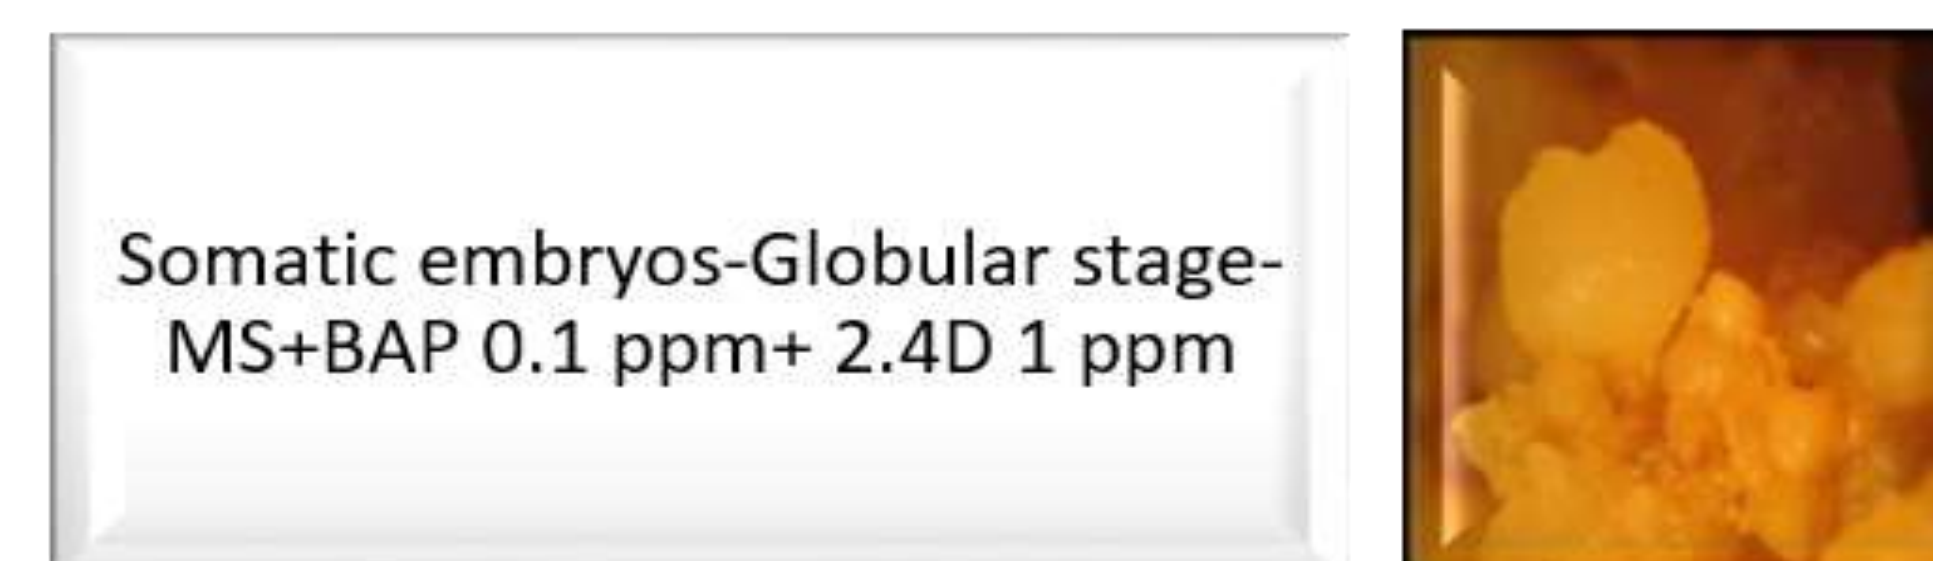 Somatic embryos-Globular stage-
MS+BAP 0.1 ppm+ 2.4D 1 ppm